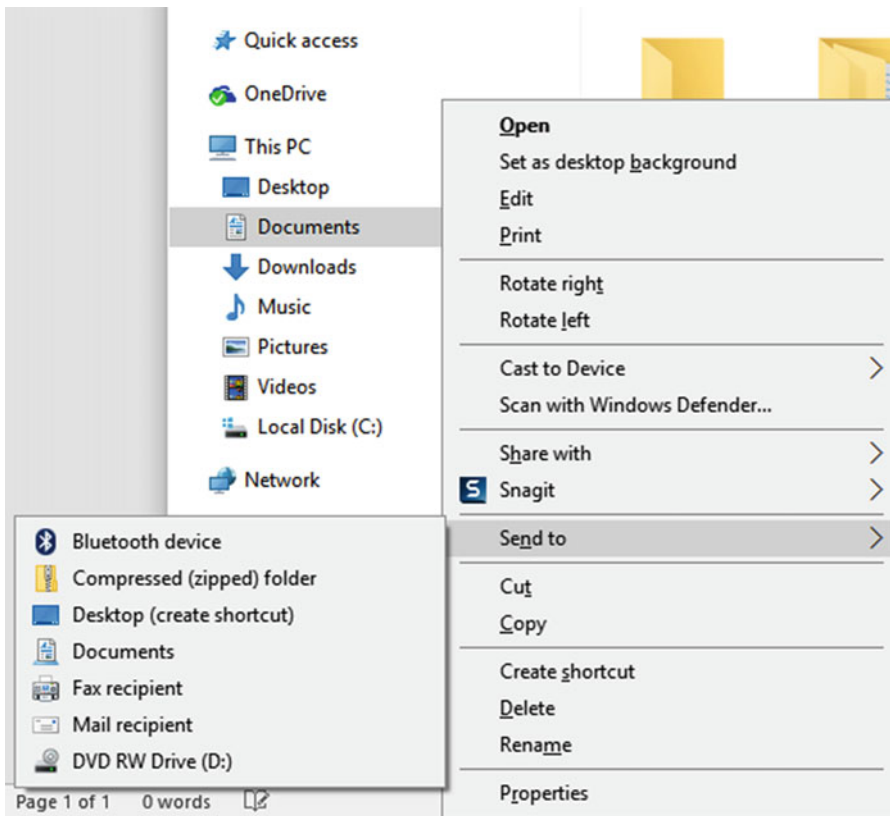 Quick access
OneDrive
This PC
Desktop
Documents
Downloads
Music
Pictures
Videos
Local Disk (C:)
Network
Open
Set as desktop background
Edit
Print
Rotate right
Rotate left
Cast to Device
Scan with Windows Defender...
Share with
S Snagit
Send to
Cut
Copy
Create shortcut
Delete
Rename
Properties
Bluetooth device
Compressed (zipped) folder
Desktop (create shortcut)
Documents
Fax recipient
Mail recipient
DVD RW Drive (D:)
Page 1 of 1 0 words